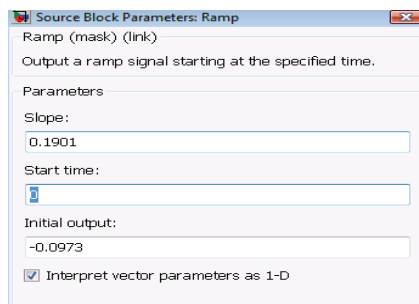 Source Block Parameters: Ramp
Ramp (mask) (link)
Output a ramp signal starting at the specified time.
Parameters
Slope:
0.1901
Start time:
0
Initial output:
-0.0973
Interpret vector parameters as 1-D